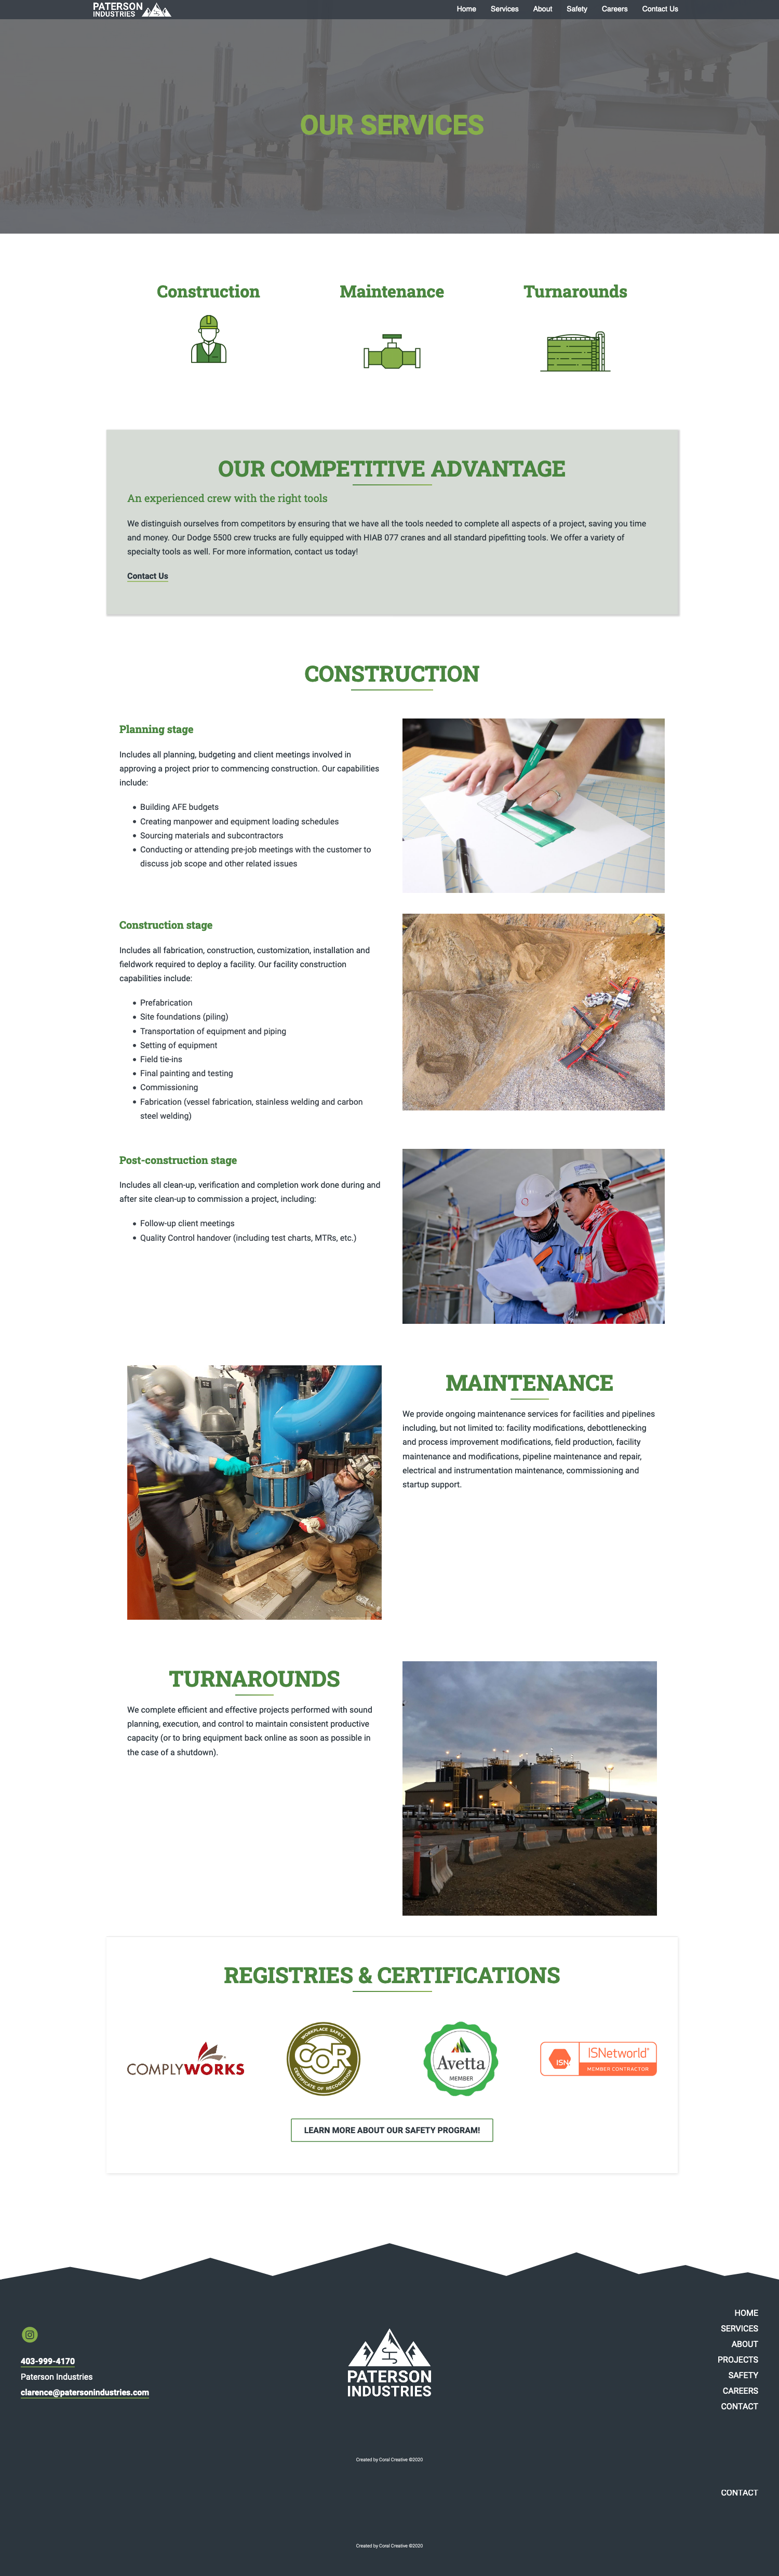 PATERSON
INDUSTRIES
Home Services About Safety Careers Contact Us
OUR SERVICES
Construction Maintenance Turnarounds
OUR COMPETITIVE ADVANTAGE
An experienced crew with the right tools
We distinguish ourselves from competitors by ensuring that we have all the tools needed to complete all aspects of a project, saving you time
and money. Our Dodge 5500 crew trucks are fully equipped with HIAB 077 cranes and all standard pipefitting tools. We offer a variety of
specialty tools as well. For more information, contact us today!
Contact Us
CONSTRUCTION
Planning stage
Includes all planning, budgeting and client meetings involved in
approving a project prior to commencing construction. Our capabilities
include:
Building AFE budgets
Creating manpower and equipment loading schedules
Sourcing materials and subcontractors
Conducting or attending pre-job meetings with the customer to
discuss job scope and other related issues
Construction stage
Includes all fabrication, construction, customization, installation and
fieldwork required to deploy a facility. Our facility construction
capabilities include:
Prefabrication
Site foundations (piling)
Transportation of equipment and piping
Setting of equipment
Field tie-ins
Final painting and testing
Commissioning
Fabrication (vessel fabrication, stainless welding and carbon
steel welding)
Post-construction stage
Includes all clean-up, verification and completion work done during and
after site clean-up to commission a project, including:
Follow-up client meetings
Quality Control handover (including test charts, MTRs, etc.)
MAINTENANCE
We provide ongoing maintenance services for facilities and pipelines
including, but not limited to: facility modifications, debottlenecking
and process improvement modifications, field production, facility
maintenance and modifications, pipeline maintenance and repair,
electrical and instrumentation maintenance, commissioning and
startup support.
TURNAROUNDS
We complete efficient and effective projects performed with sound
planning, execution, and control to maintain consistent productive
capacity (or to bring equipment back online as soon as possible in
the case of a shutdown).
REGISTRIES & CERTIFICATIONS
COMPLYWORKS
WORKPLACE SAFETY
COR
CERTIFICATE OF RECOGNITION
Avetta
MEMBER
ISN
ISNetworld
MEMBER CONTRACTOR
LEARN MORE ABOUT OUR SAFETY PROGRAM!
403-999-4170
Paterson Industries
clarence@patersonindustries.com
PATERSON
INDUSTRIES
HOME
SERVICES
ABOUT
PROJECTS
SAFETY
CAREERS
CONTACT
Created by Coral Creative ©2020
CONTACT
Created by Coral Creative ©2020